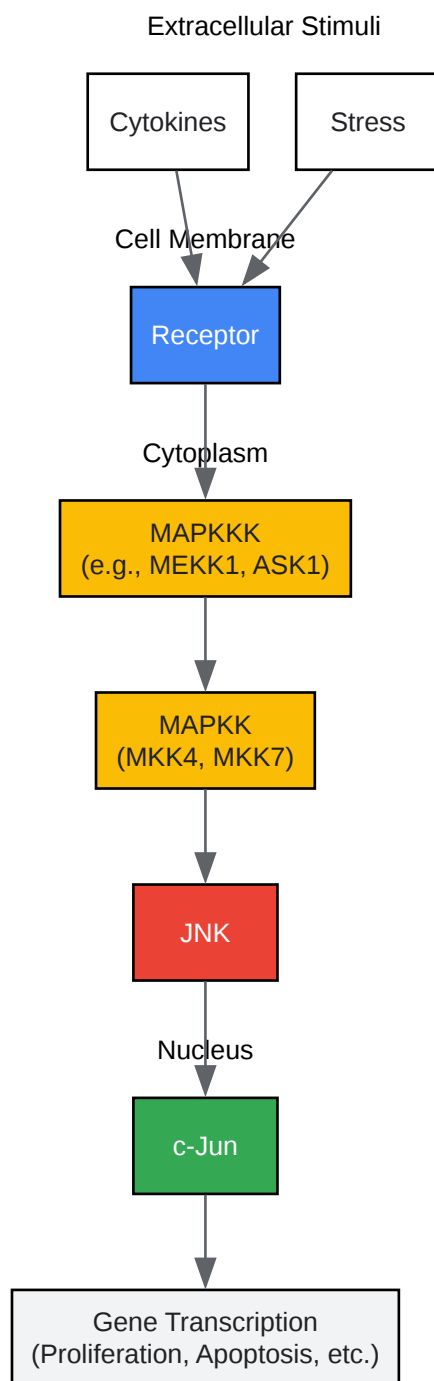 Extracellular Stimuli
Cytokines
Stress
Cell Membrane
Receptor
Cytoplasm
MAPKKK
(e.g., MEKK1, ASK1)
MAPKK
(MKK4, MKK7)
JNK
Nucleus
c-Jun
Gene Transcription
(Proliferation, Apoptosis, etc.)